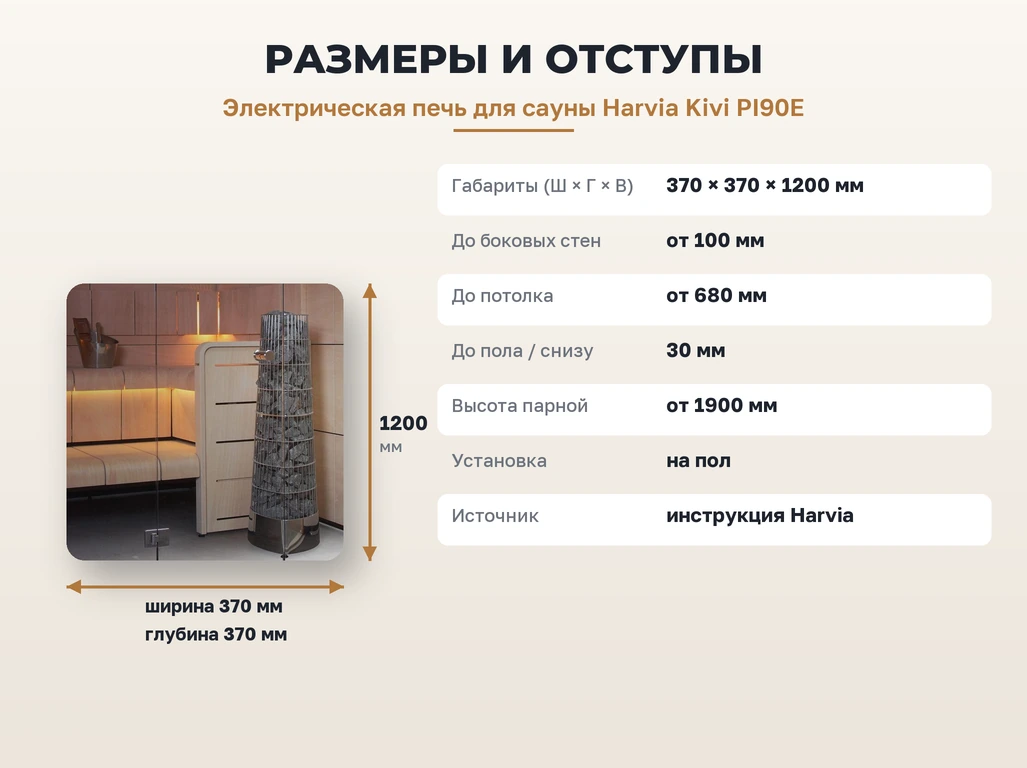 РАЗМЕРЫ И ОТСТУПЫ
Электрическая печь для сауны Harvia Kivi PI90E
Габариты (Ш × Г × В) 370 × 370 × 1200 мм
До боковых стен от 100 мм
До потолка от 680 мм
До пола / снизу 30 мм
Высота парной от 1900 мм
Установка на пол
Источник инструкция Harvia
1200
мм
ширина 370 мм
глубина 370 мм